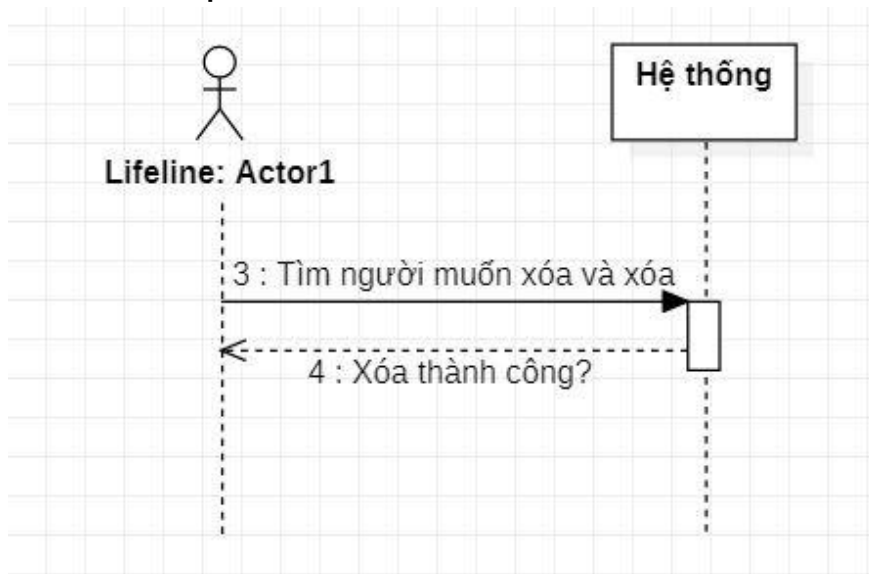 Hệ thống
Lifeline: Actor1
3 : Tìm người muốn xóa và xóa
4 : Xóa thành công?